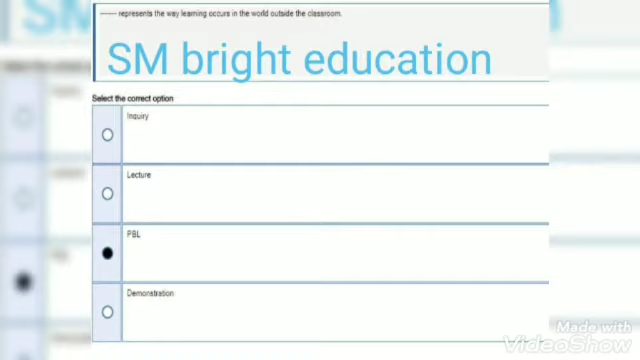 ------- represents the way learning occurs in the world outside the classroom.
SM bright education
Select the correct option
Inquiry
Lecture
PBL
Demonstration
Made with
VideoShow